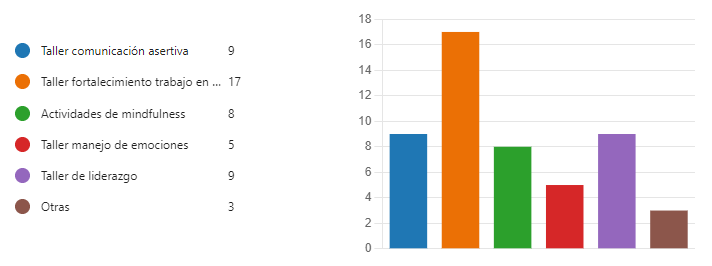 Taller comunicación asertiva 9
Taller fortalecimiento trabajo en ... 17
Actividades de mindfulness 8
Taller manejo de emociones 5
Taller de liderazgo 9
Otras 3
18
16
14
12
10
8
6
4
2
0